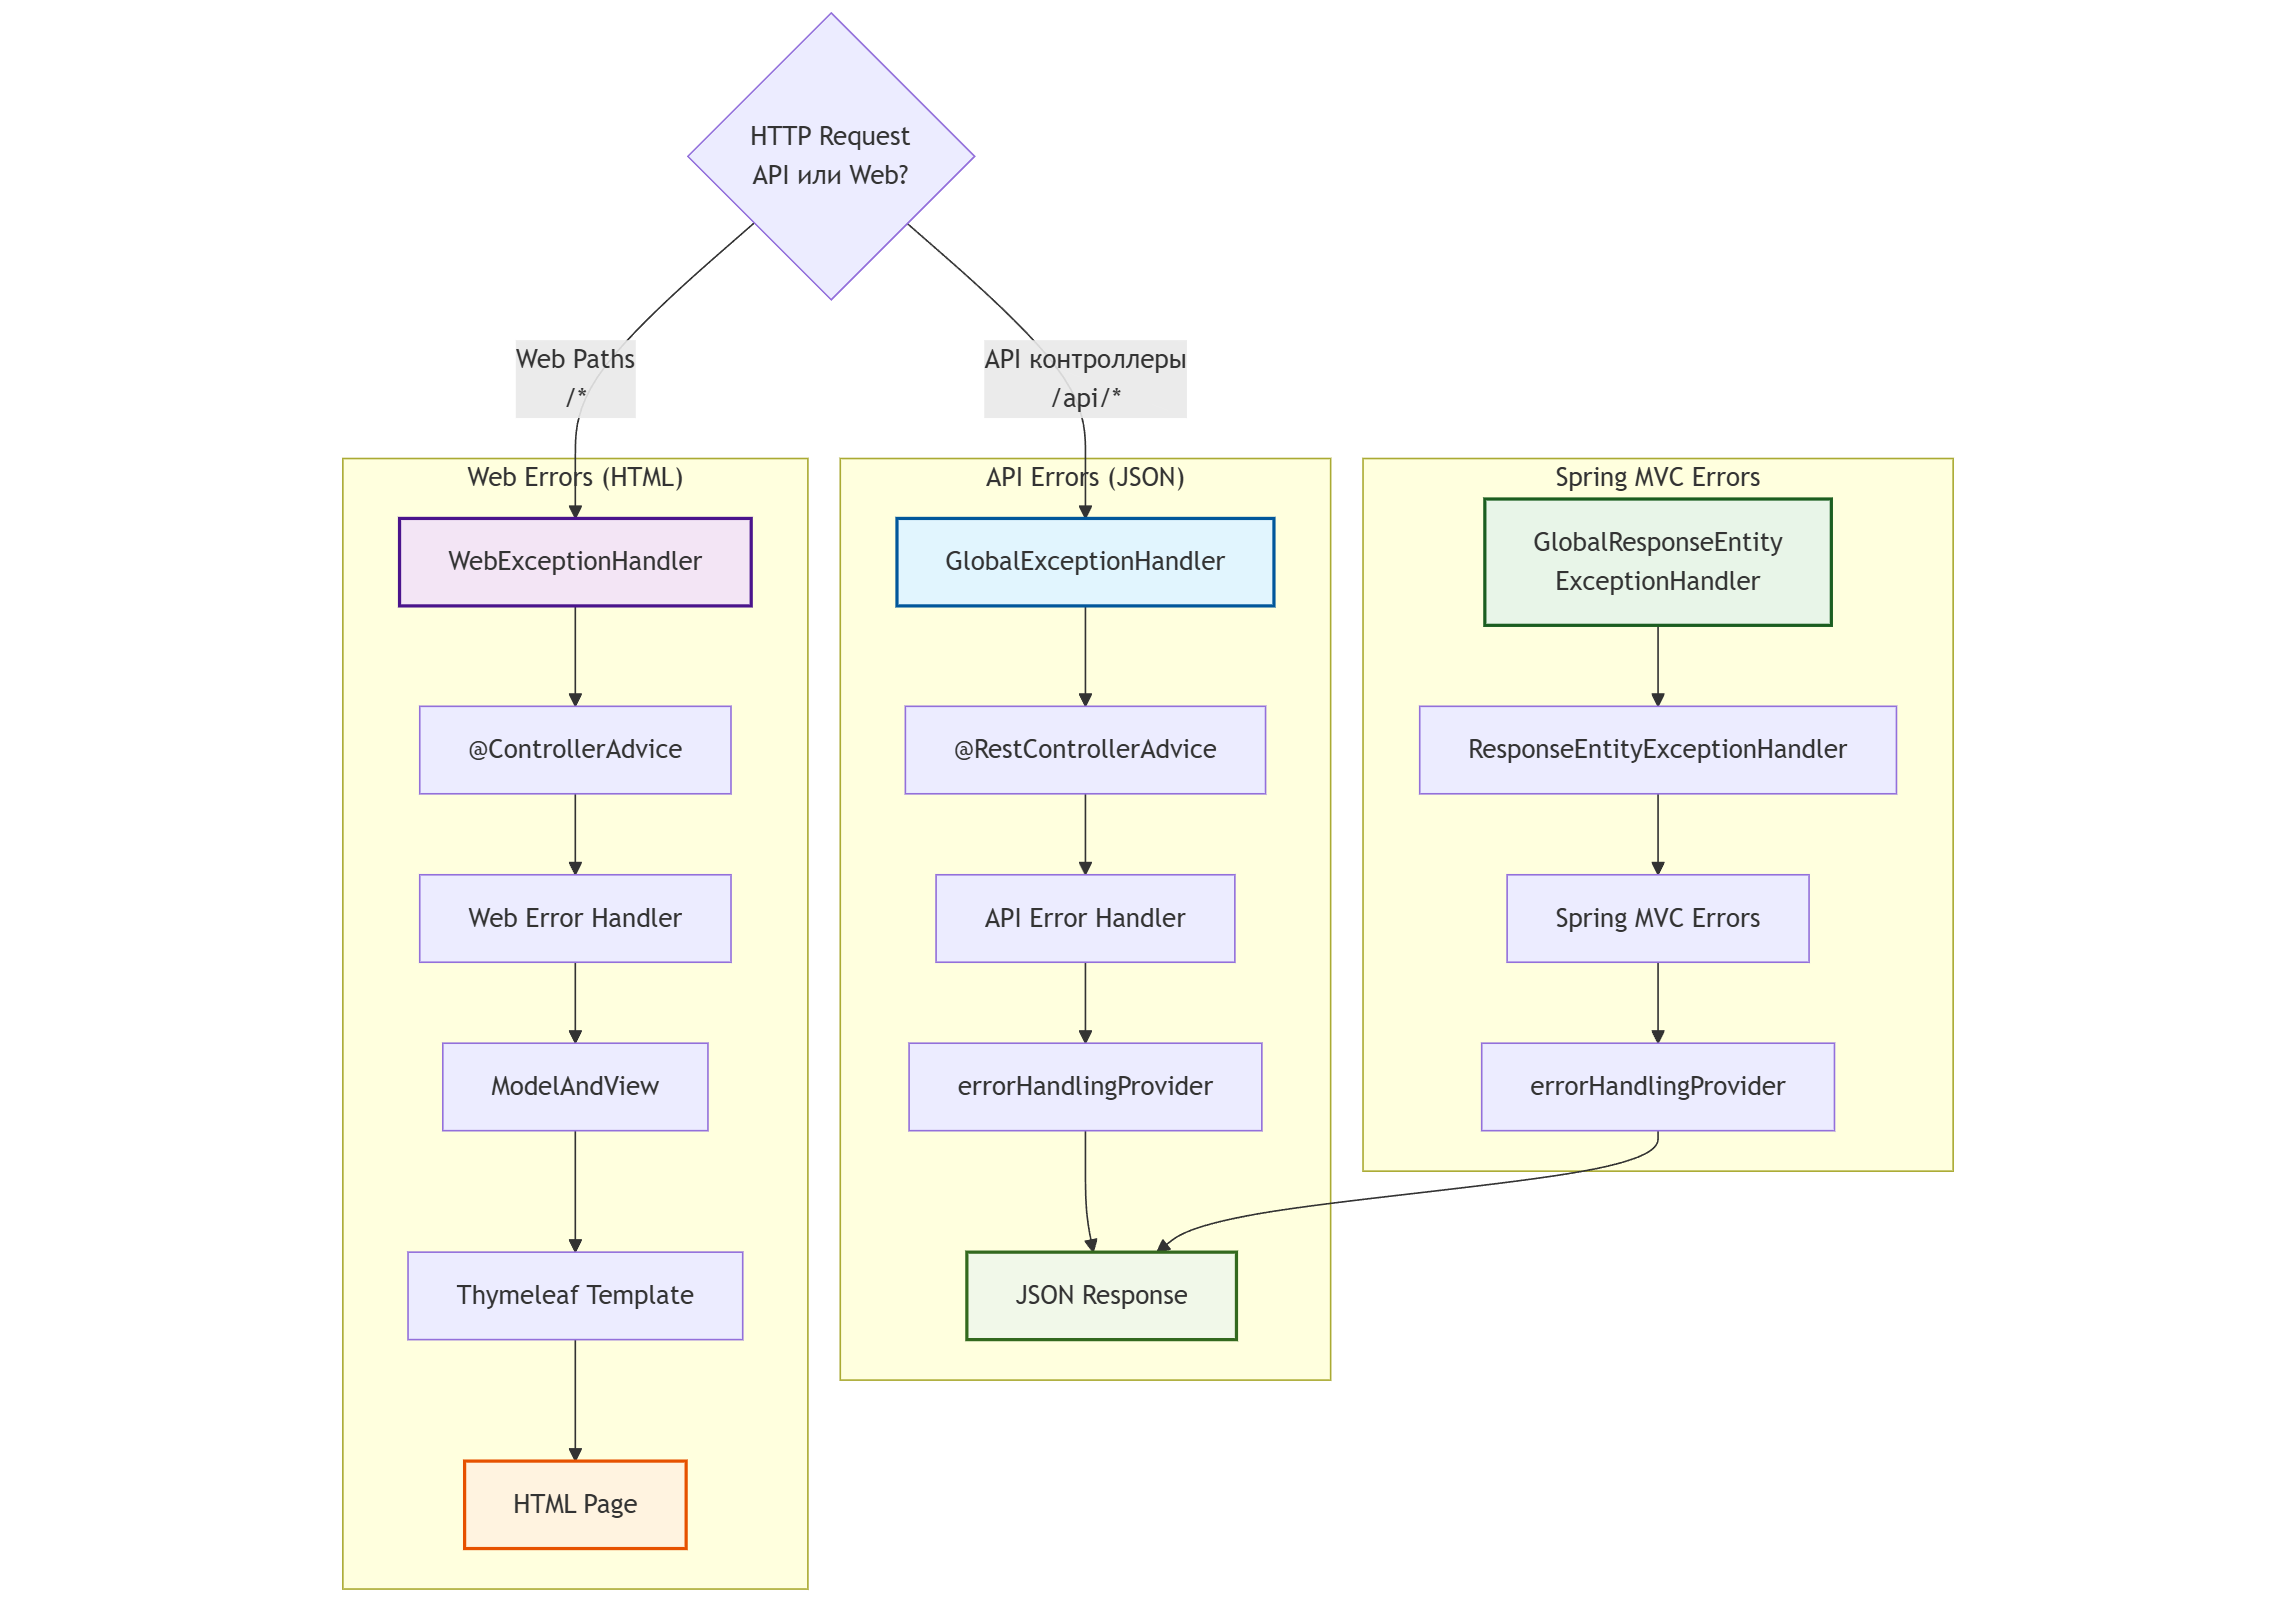 HTTP Request
API или Web?
Web Paths
/*
API контроллеры
/api/*
Web Errors (HTML)
WebExceptionHandler
@ControllerAdvice
Web Error Handler
ModelAndView
Thymeleaf Template
HTML Page
API Errors (JSON)
GlobalExceptionHandler
@RestControllerAdvice
API Error Handler
errorHandlingProvider
JSON Response
Spring MVC Errors
GlobalResponseEntity
ExceptionHandler
ResponseEntityExceptionHandler
Spring MVC Errors
errorHandlingProvider